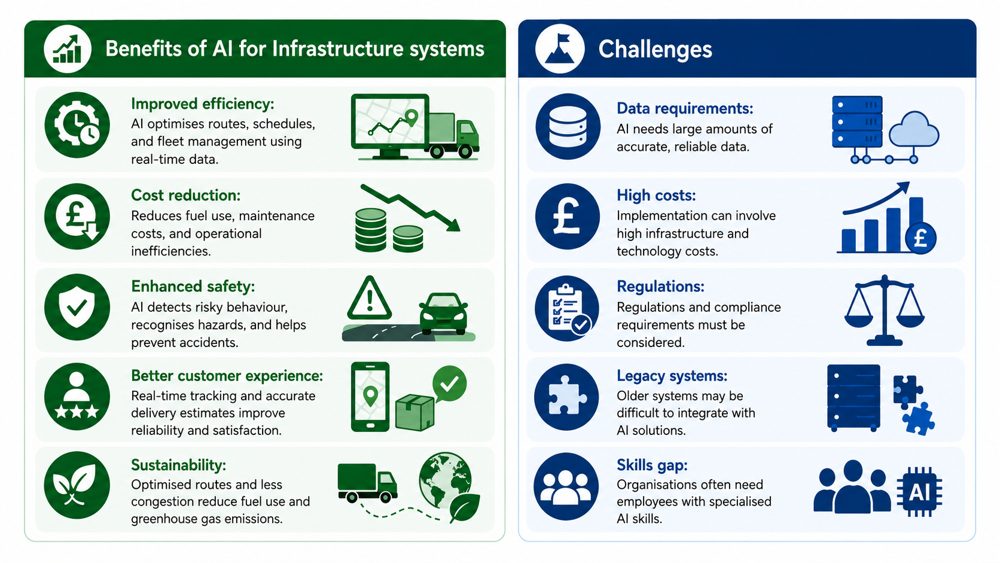 Benefits of AI for Infrastructure systems
Improved efficiency:
AI optimises routes, schedules,
and fleet management using
real-time data.
£
Cost reduction:
Reduces fuel use, maintenance
costs, and operational
inefficiencies.
Enhanced safety:
AI detects risky behaviour,
recognises hazards, and helps
prevent accidents.
Better customer experience:
Real-time tracking and accurate
delivery estimates improve
reliability and satisfaction.
Sustainability:
Optimised routes and less
congestion reduce fuel use and
greenhouse gas emissions.
Challenges
Data requirements:
AI needs large amounts of
accurate, reliable data.
£
High costs:
Implementation can involve
high infrastructure and
technology costs.
£
Regulations:
Regulations and compliance
requirements must be
considered.
Legacy systems:
Older systems may be
difficult to integrate with
AI solutions.
Skills gap:
Organisations often need
employees with specialised
AI skills.
AI